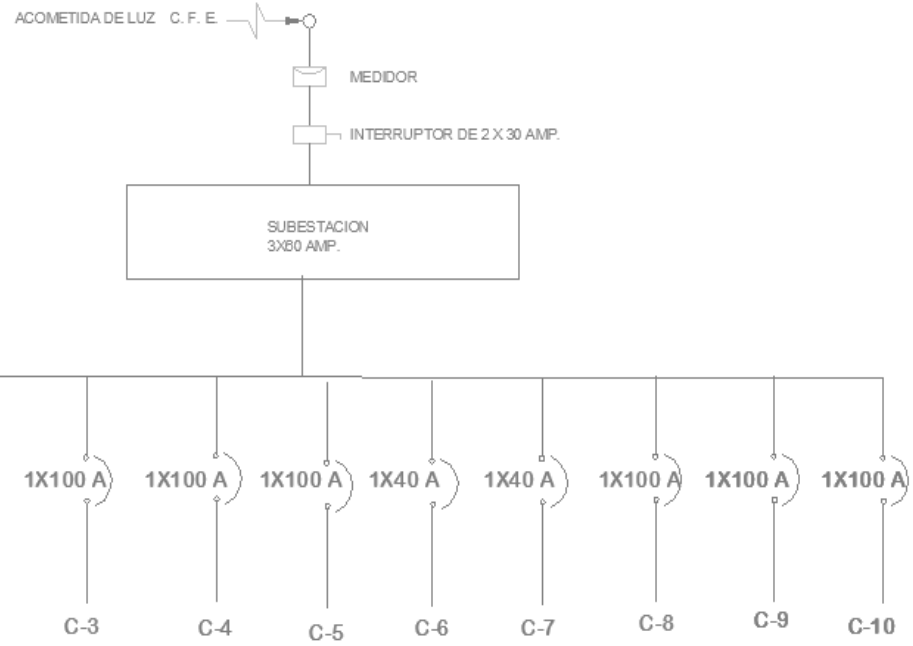 ACOMETIDA DE LUZ C. F. E.
MEDIDOR
INTERRUPTOR DE 2 X 30 AMP.
SUBESTACION
3X60 AMP.
1X100 A 1X100 A 1X100 A 1X40 A 1X40 A 1X100 A 1X100 A 1X100 A
C-3 C-4 C-5 C-6 C-7 C-8 C-9 C-10